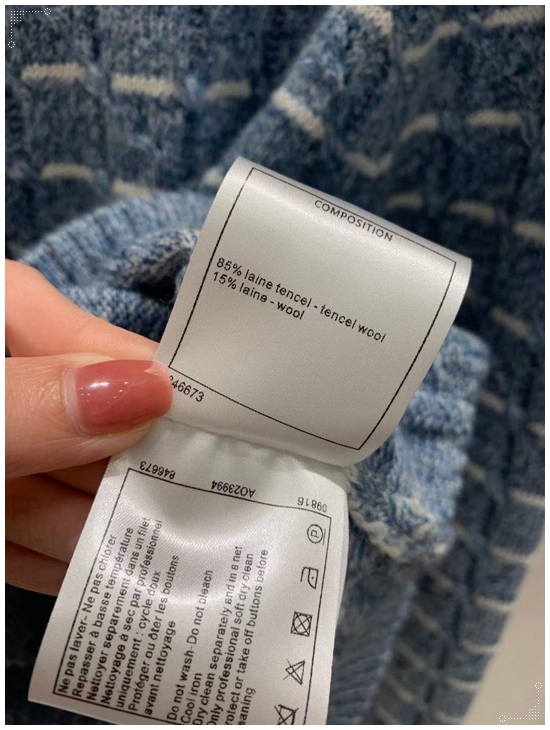 COMPOSITION
85% laine tencel - tencel wool
15% laine - wool
846673
846673
AO23994
09816
Ne pas laver - Ne pas chlorer
Repasser à basse température
Nettoyer separement dans un filet
Nettoyage à sec par professionnel
uniquement : cycle doux
Protéger ou ôter les boutons
avant nettoyage
Do not wash-Do not bleach
Cool iron
Dry clean separately and in a net
Only professional soft dry clean
Protect or take off buttons before
cleaning
P